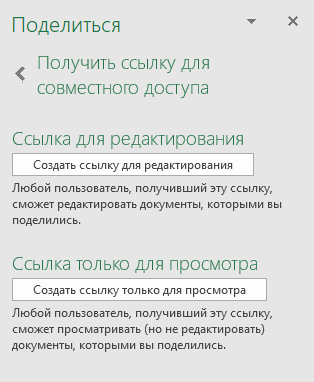 Поделиться
Получить ссылку для
совместного доступа
Ссылка для редактирования
Создать ссылку для редактирования
Любой пользователь, получивший эту ссылку,
сможет редактировать документы, которыми вы
поделились.
Ссылка только для просмотра
Создать ссылку только для просмотра
Любой пользователь, получивший эту ссылку,
сможет просматривать (но не редактировать)
документы, которыми вы поделились.